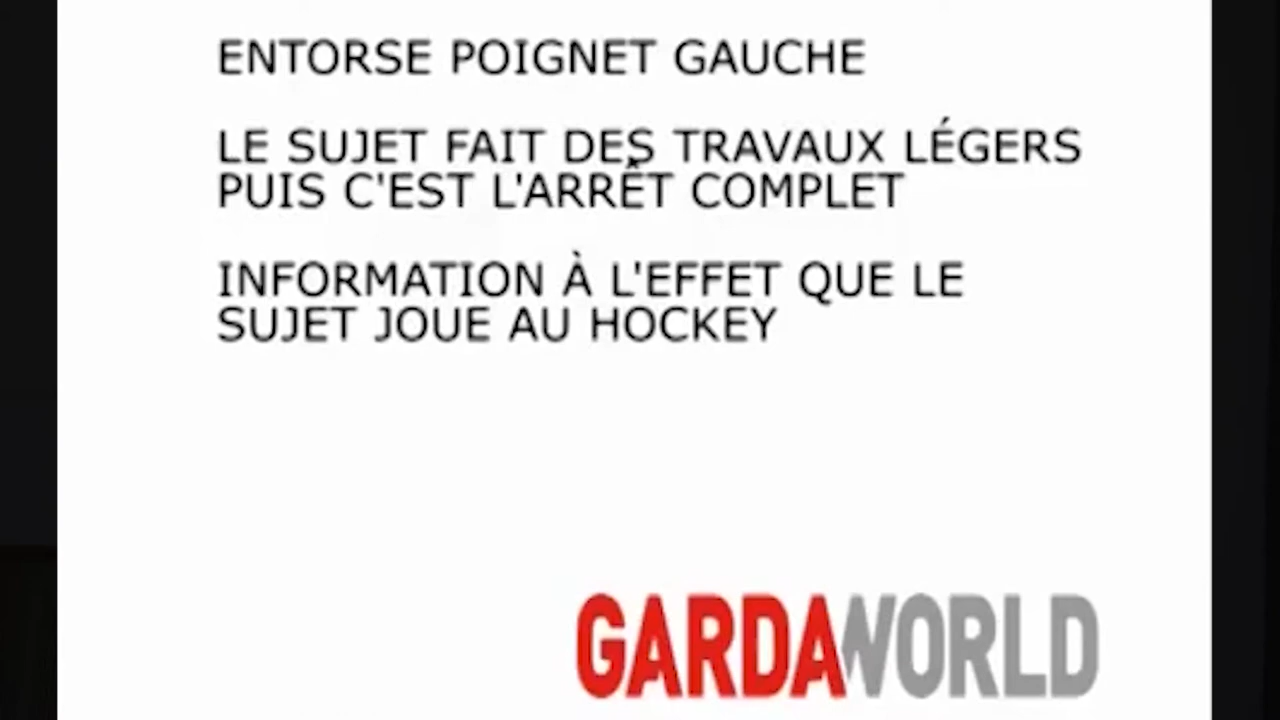 ENTORSE POIGNET GAUCHE
LE SUJET FAIT DES TRAVAUX LÉGERS
PUIS C'EST L'ARRÊT COMPLET
INFORMATION À L'EFFET QUE LE
SUJET JOUE AU HOCKEY
GARDAWORLD